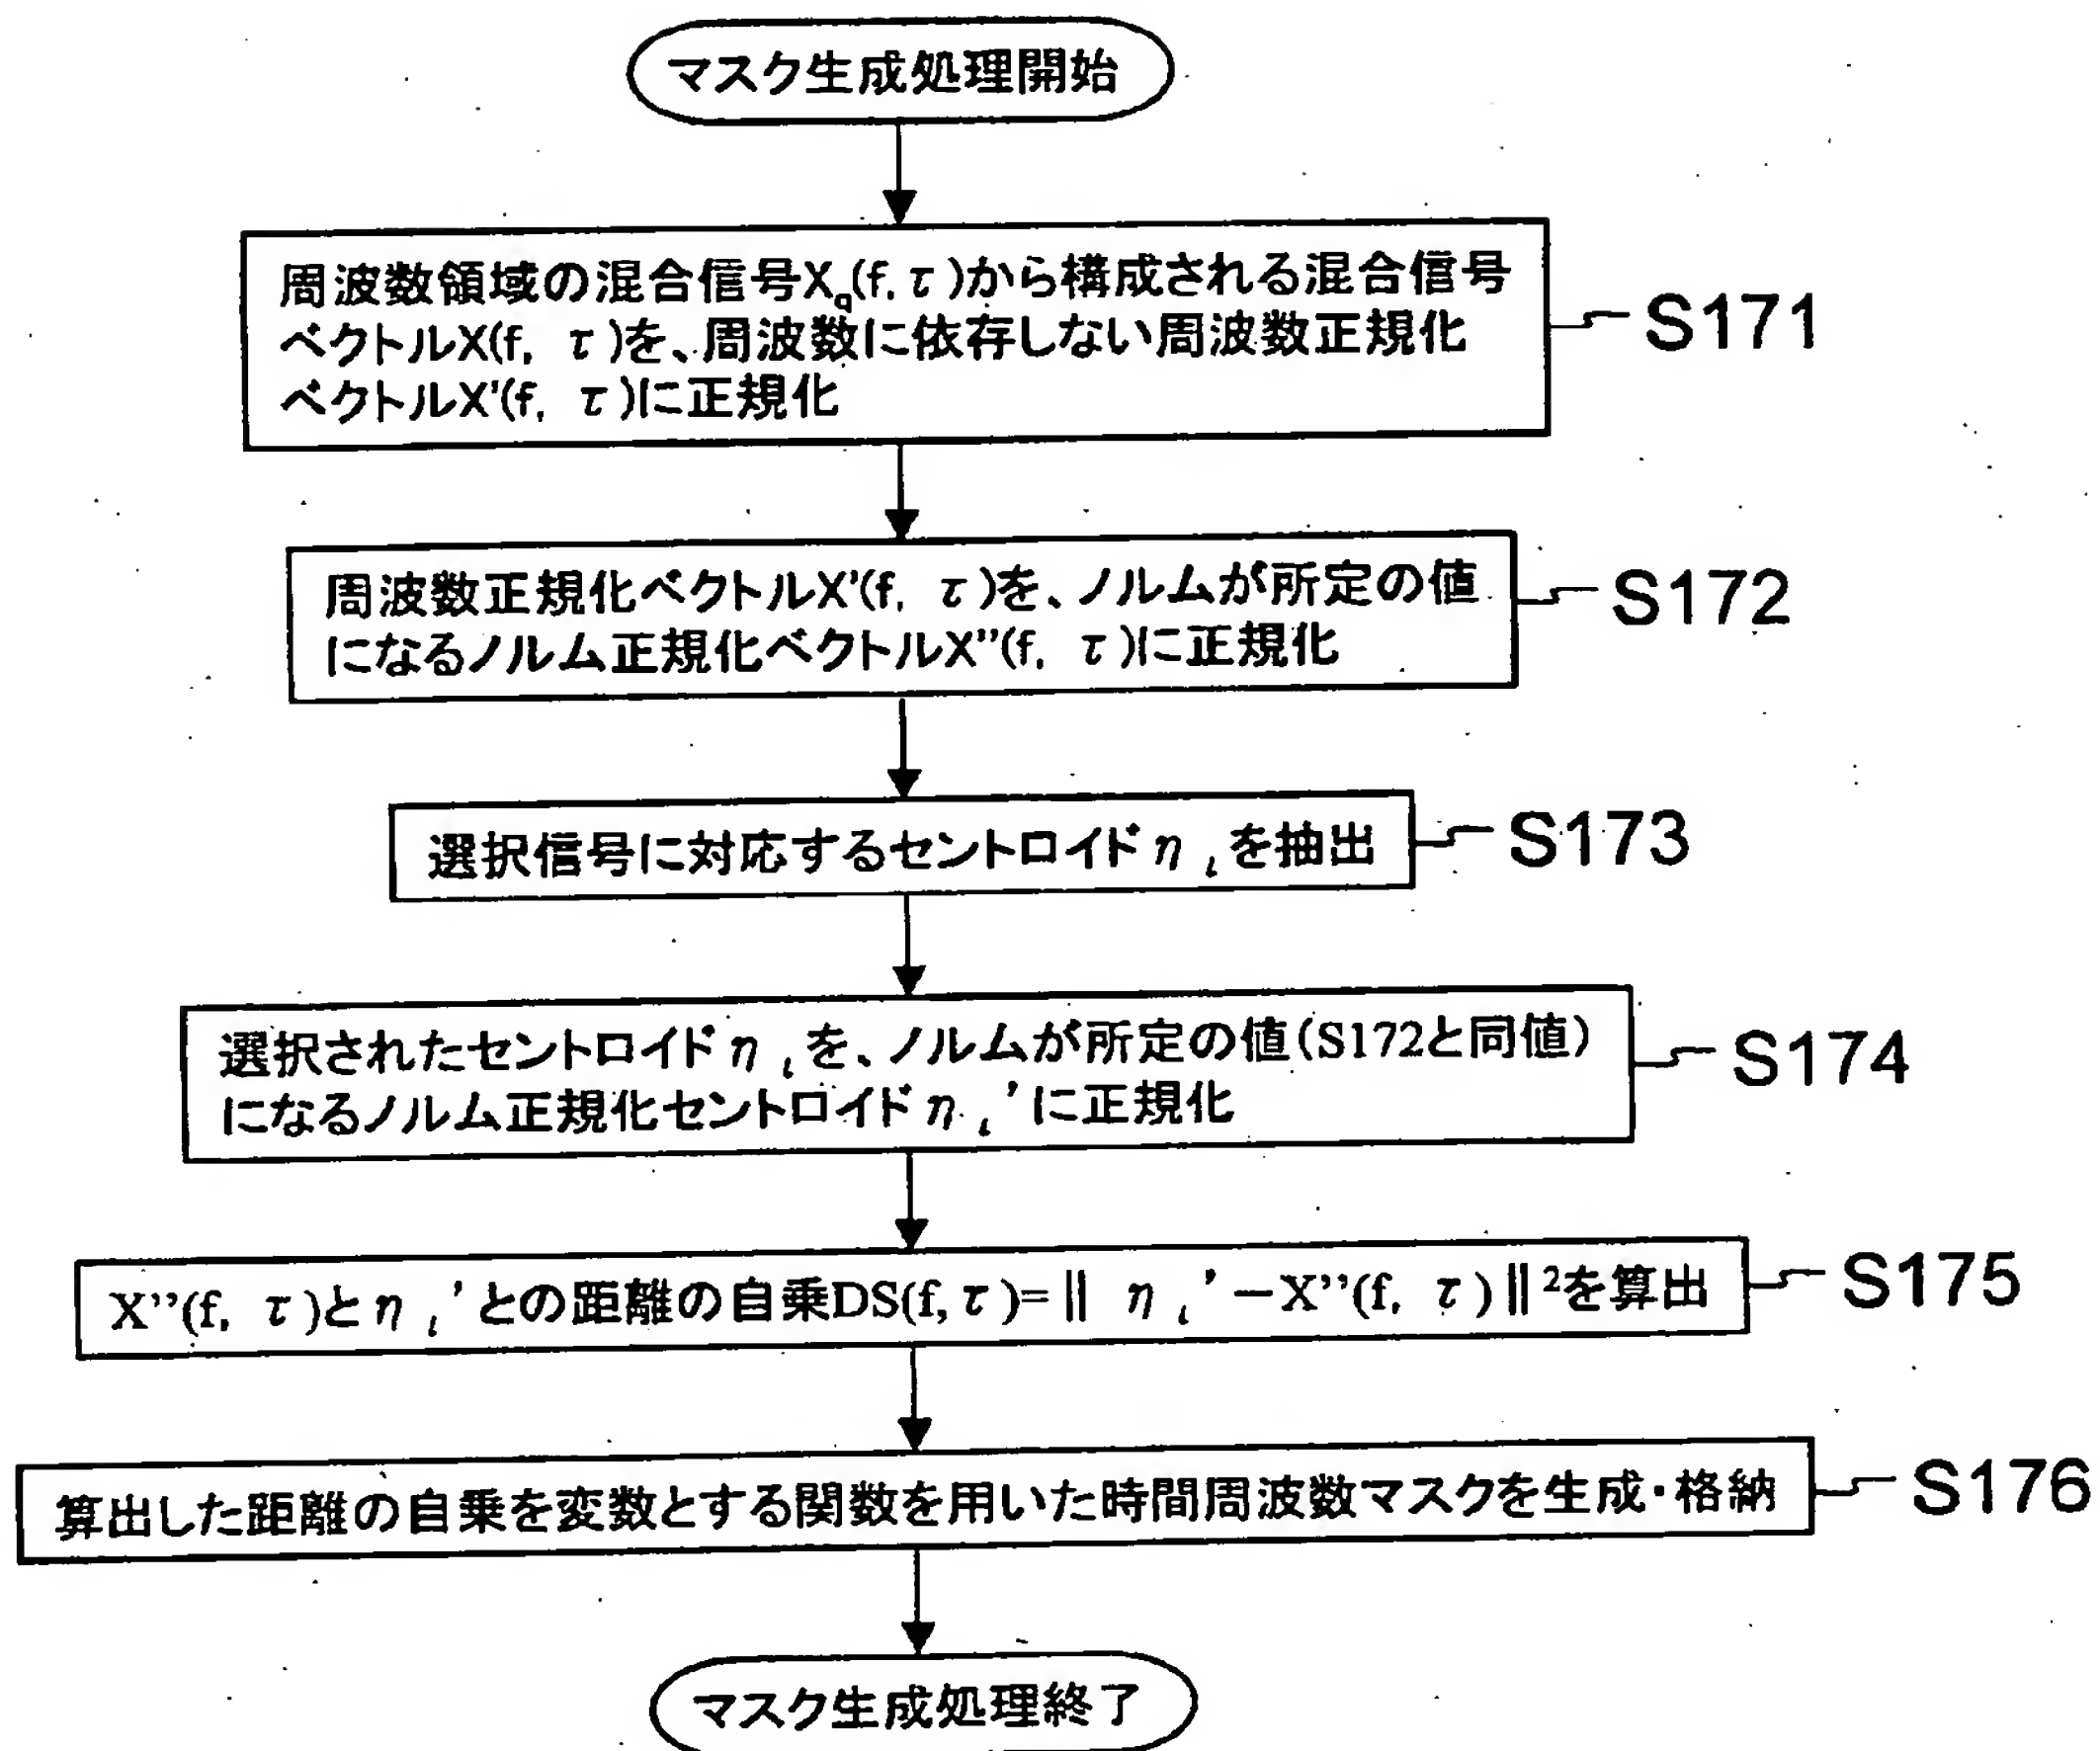 マスク生成処理開始
周波数領域の混合信号Xq(f,τ)から構成される混合信号
ベクトルX(f, τ)を、周波数に依存しない周波数正規化
ベクトルX'(f, τ)に正規化
S171
周波数正規化ベクトルX'(f, τ)を、ノルムが所定の値
になるノルム正規化ベクトルX''(f, τ)に正規化
S172
選択信号に対応するセントロイドηιを抽出
S173
選択されたセントロイドηιを、ノルムが所定の値(S172と同値)
になるノルム正規化セントロイドηι'に正規化
S174
X''(f, τ)とηι'との距離の自乗DS(f,τ)=‖ηι'−X''(f, τ)‖²を算出
S175
算出した距離の自乗を変数とする関数を用いた時間周波数マスクを生成・格納
S176
マスク生成処理終了